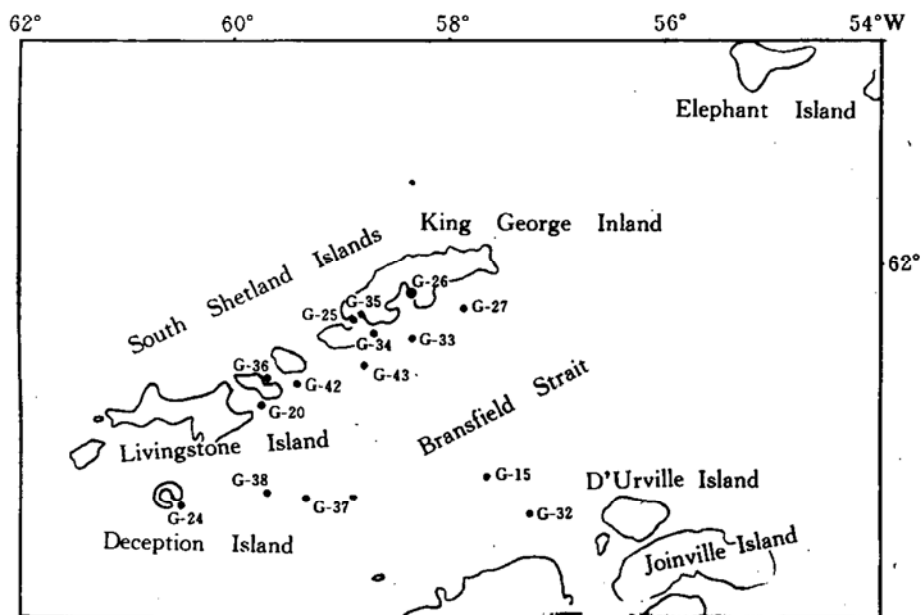 62° 60° 58° 56° 54°W
Elephant Island
King George Inland
South Shetland Islands
62°
G-26
G-35
G-27
G-25
G-34
G-33
G-36
G-43
G-42
G-20
Bransfield Strait
Livingstone Island
G-38
G-15
D'Urville Island
G-37
G-32
G-24
Deception Island
Joinville Island